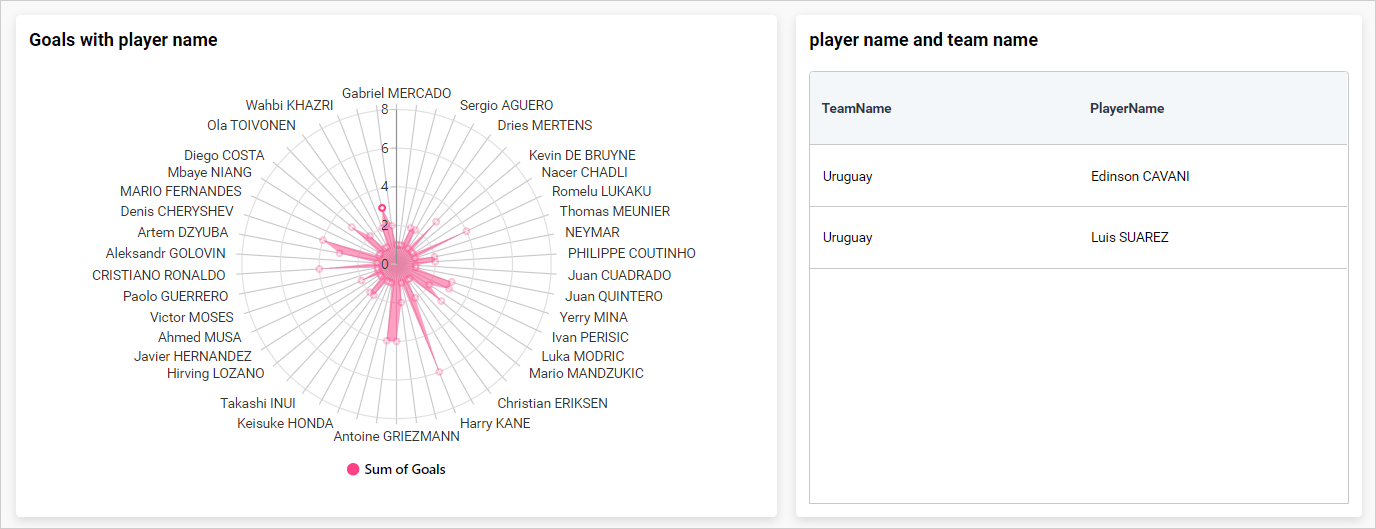 Goals with player name
Gabriel MERCADO
Sergio AGUERO
Dries MERTENS
Kevin DE BRUYNE
Nacer CHADLI
Romelu LUKAKU
Thomas MEUNIER
NEYMAR
PHILIPPE COUTINHO
Juan CUADRADO
Juan QUINTERO
Yerry MINA
Ivan PERISIC
Luka MODRIC
Mario MANDZUKIC
Christian ERIKSEN
Harry KANE
Antoine GRIEZMANN
Keisuke HONDA
Takashi INUI
Hirving LOZANO
Javier HERNANDEZ
Ahmed MUSA
Victor MOSES
Paolo GUERRERO
CRISTIANO RONALDO
Aleksandr GOLOVIN
Artem DZYUBA
Denis CHERYSHEV
MARIO FERNANDES
Mbaye NIANG
Diego COSTA
Ola TOIVONEN
Wahbi KHAZRI
8
6
4
2
0
Sum of Goals
player name and team name
TeamName PlayerName
Uruguay Edinson CAVANI
Uruguay Luis SUAREZ